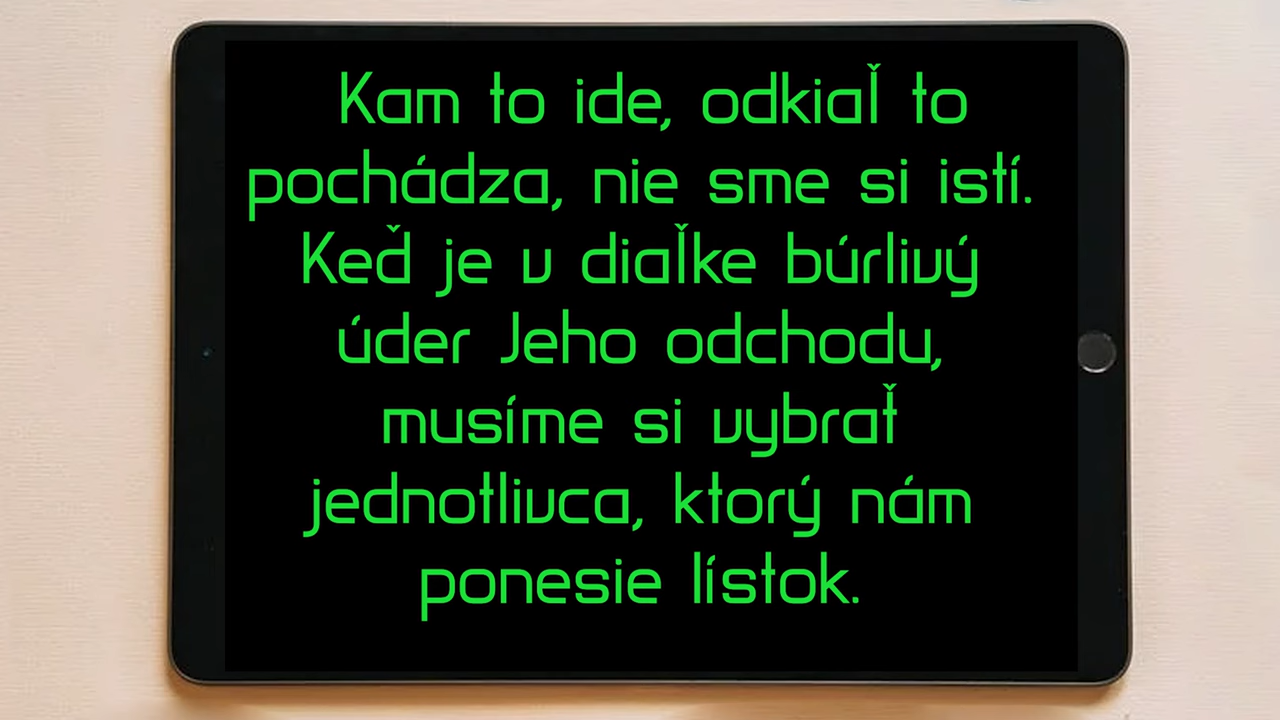 Kam to ide, odkiaľ to
pochádza, nie sme si istí.
Keď je v diaľke búrlivý
úder Jeho odchodu,
musíme si vybrať
jednotlivca, ktorý nám
ponesie lístok.